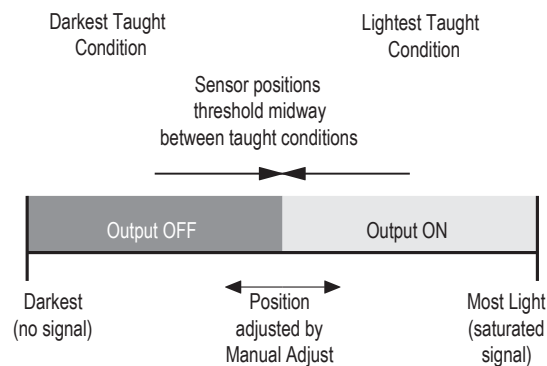 Darkest Taught
Condition
Lightest Taught
Condition
Sensor positions
threshold midway
between taught conditions
Output OFF
Output ON
Darkest
(no signal)
Position
adjusted by
Manual Adjust
Most Light
(saturated
signal)